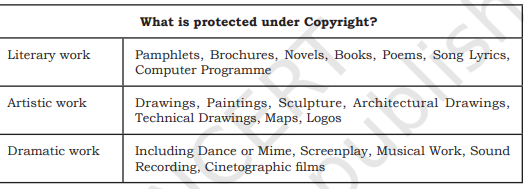 What is protected under Copyright?
Literary work
Pamphlets, Brochures, Novels, Books, Poems, Song Lyrics,
Computer Programme
Artistic work
Drawings, Paintings, Sculpture, Architectural Drawings,
Technical Drawings, Maps, Logos
Dramatic work
Including Dance or Mime, Screenplay, Musical Work, Sound
Recording, Cinetographic films
NCERT
publish